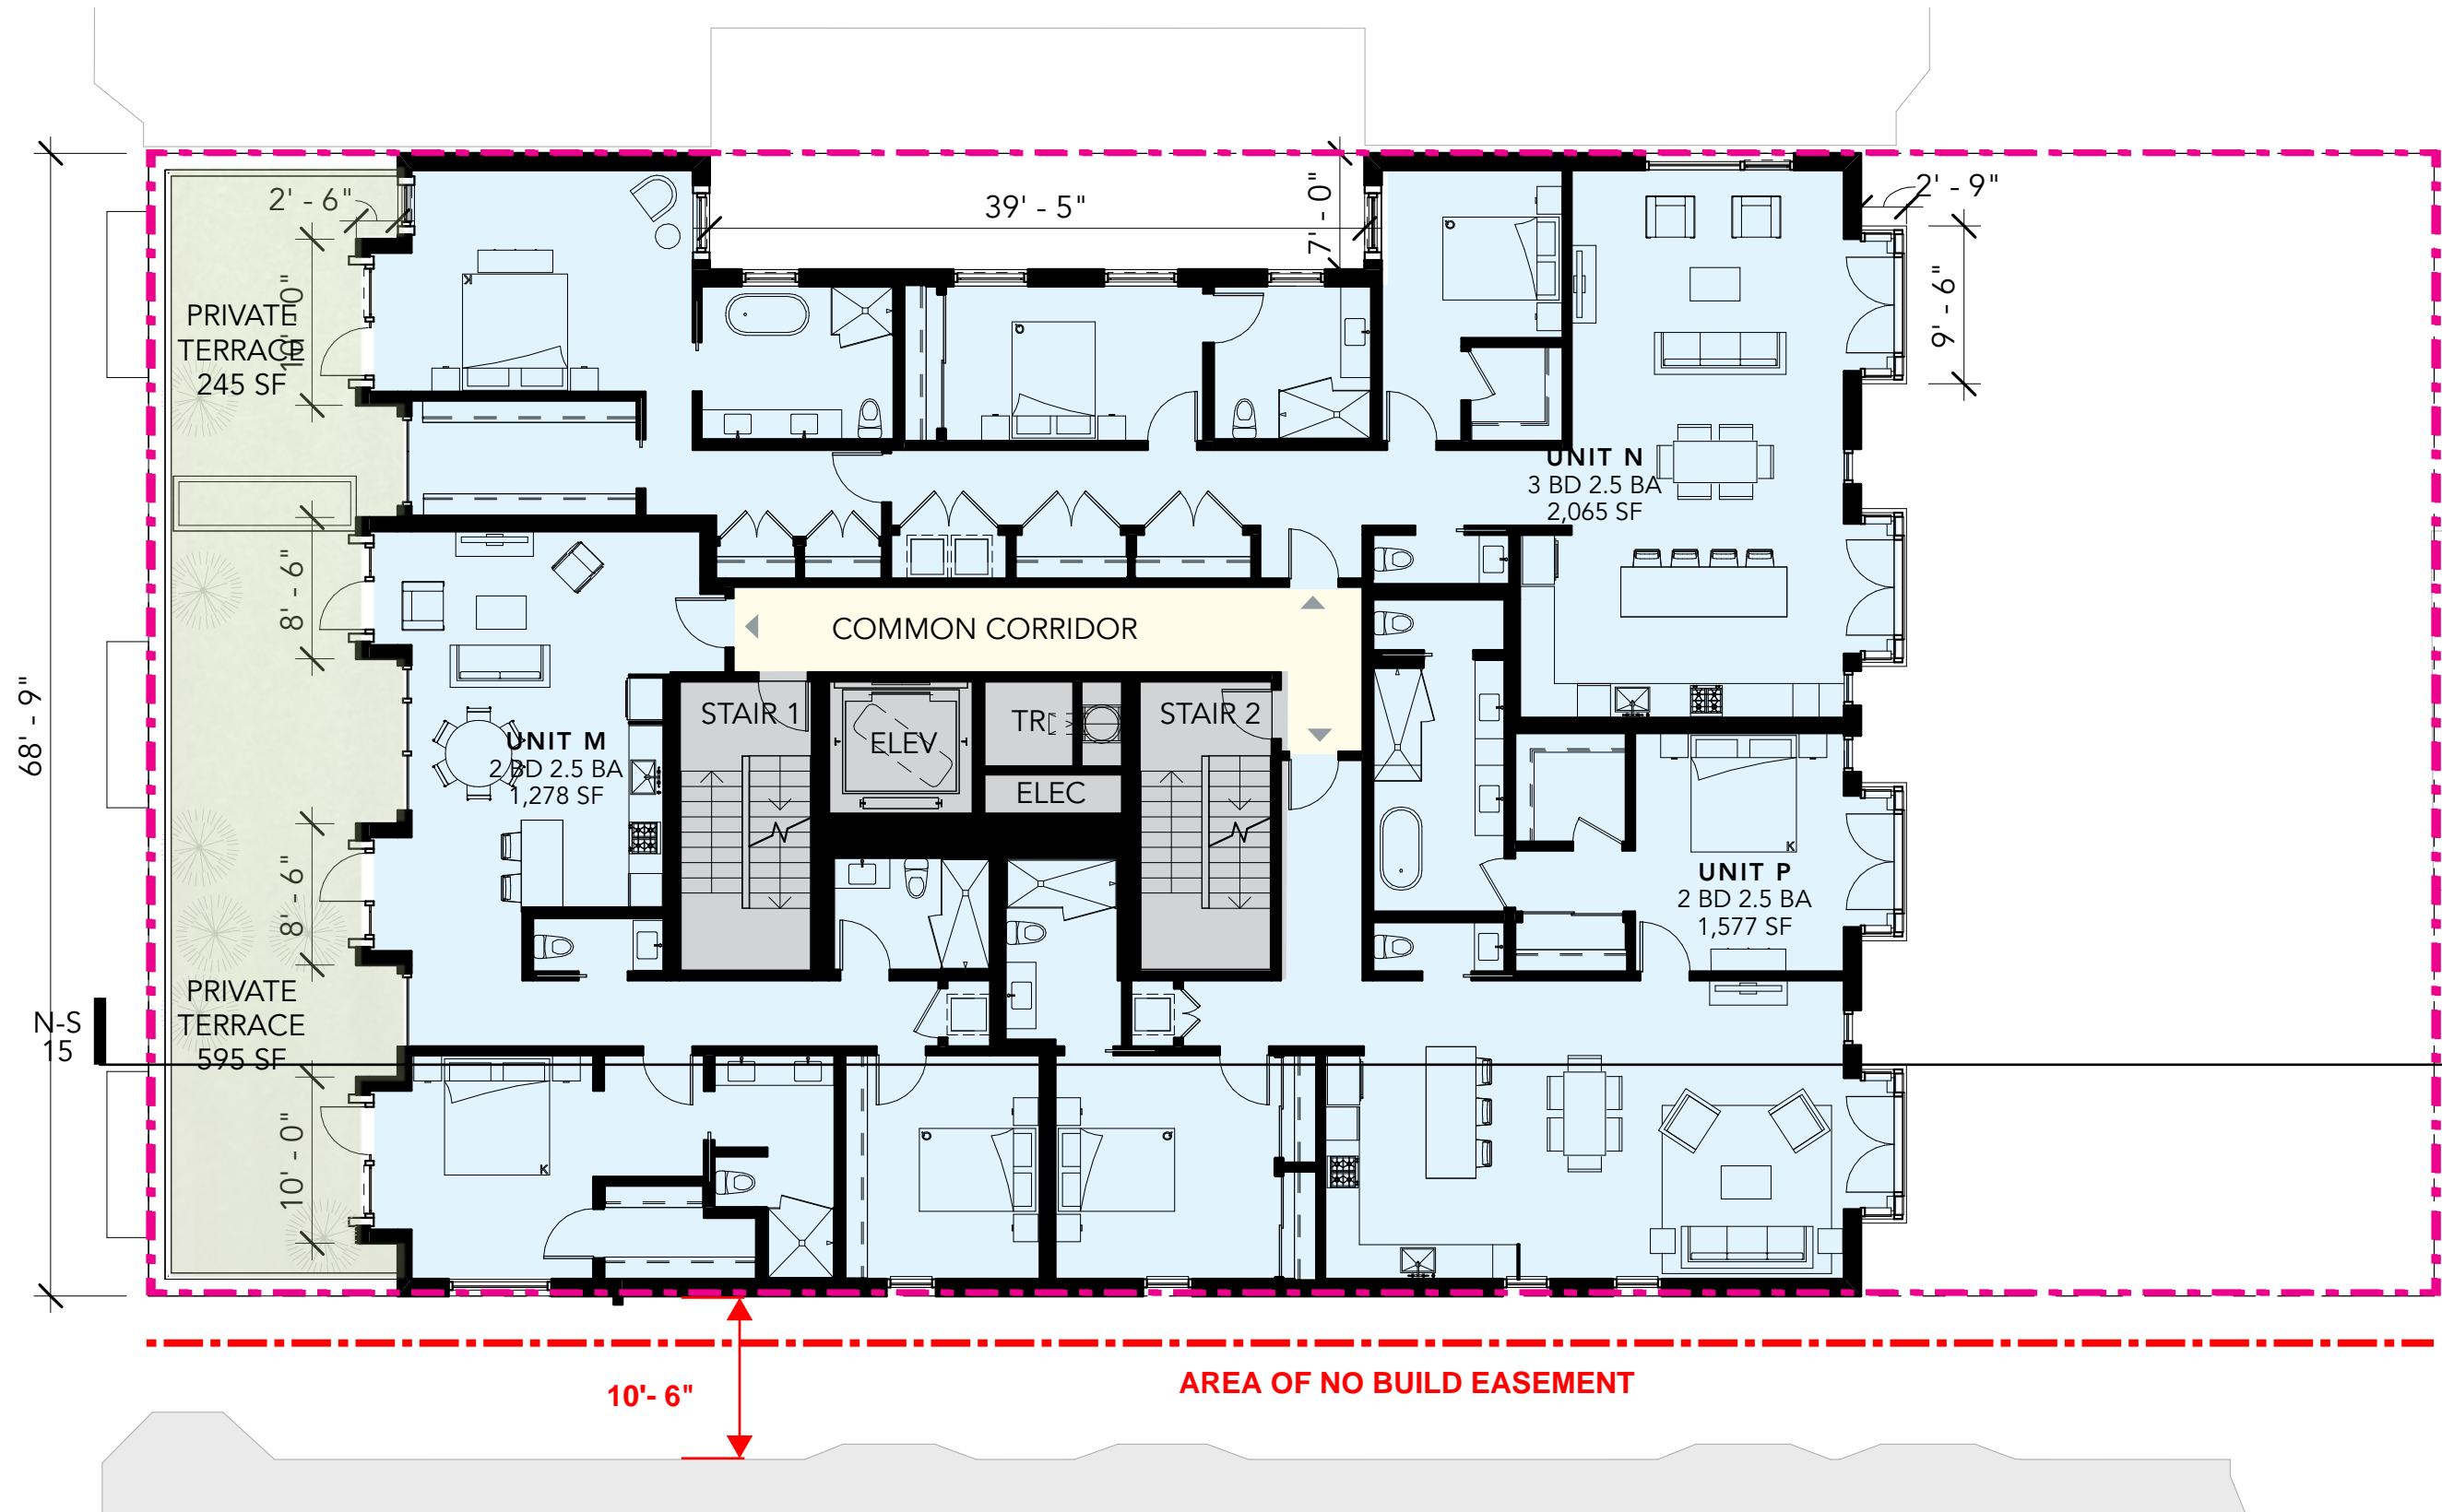 2' - 6"
39' - 5"
7' - 0"
2' - 9"
9' - 6"
10' - 0"
PRIVATE
TERRACE
245 SF
UNIT N
3 BD 2.5 BA
2,065 SF
8' - 6"
COMMON CORRIDOR
68' - 9"
STAIR 1
ELEV
TR
ELEC
STAIR 2
UNIT M
2 BD 2.5 BA
1,278 SF
UNIT P
2 BD 2.5 BA
1,577 SF
8' - 6"
PRIVATE
TERRACE
595 SF
N-S
15
10' - 0"
K
Q
Q
K
K
Q
Q
10'- 6"
AREA OF NO BUILD EASEMENT